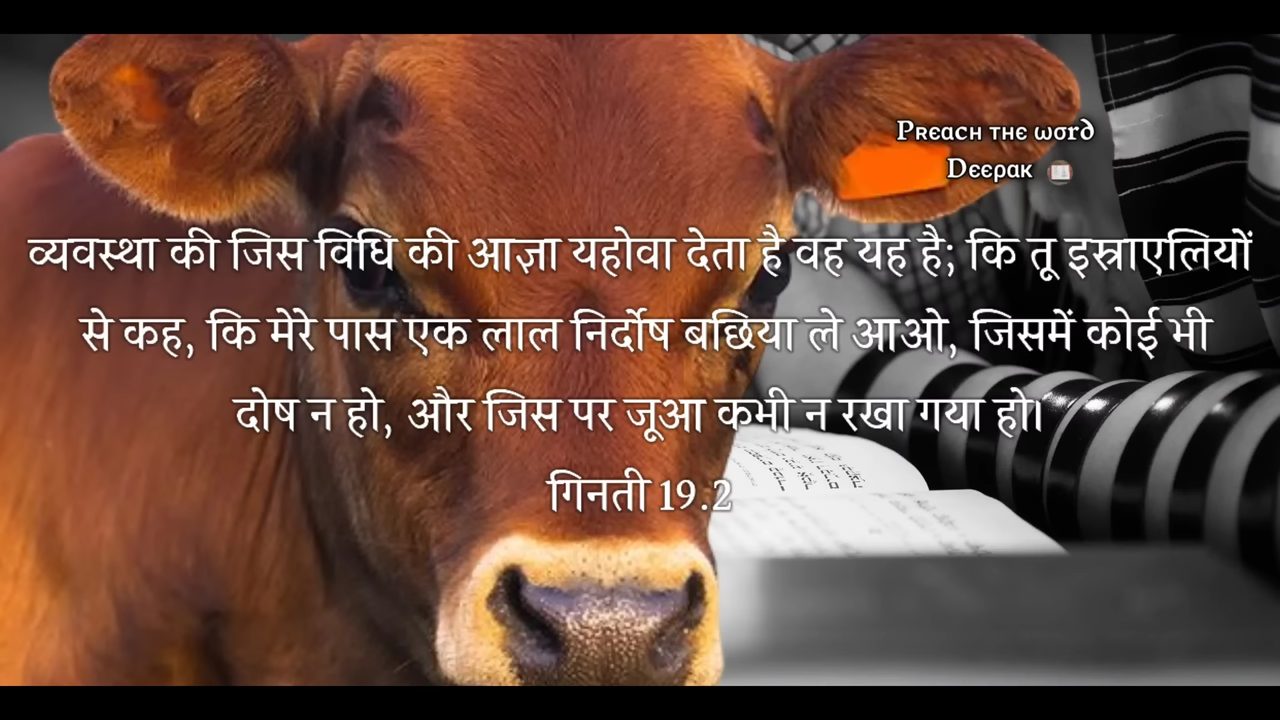 Preach the word
Deepak
व्यवस्था की जिस विधि की आज्ञा यहोवा देता है वह यह है; कि तू इस्राएलियों
से कह, कि मेरे पास एक लाल निर्दोष बछिया ले आओ, जिसमें कोई भी
दोष न हो, और जिस पर जूआ कभी न रखा गया हो।
गिनती 19.2